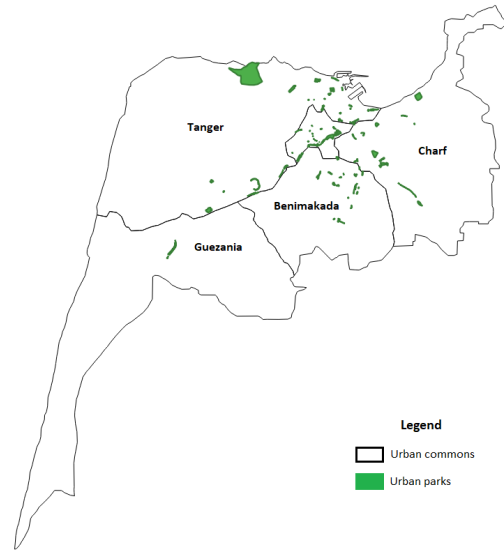 Tanger
Charf
Benimakada
Guezania
Legend
Urban commons
Urban parks